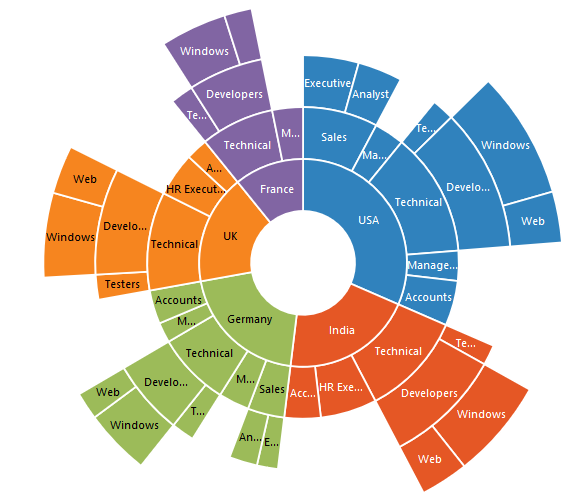 Windows
Executive
Analyst
Developers
Te...
Te...
Sales
M...
Technical
Ma...
Windows
A...
Web
HR Execut...
Develo...
France
Technical
USA
Web
Develo...
UK
Windows
Technical
Manage...
Testers
Accounts
Accounts
Germany
M...
India
Technical
Te...
Technical
Develo...
M...
Sales
HR Exe...
Acc...
Developers
Web
T...
Windows
Windows
An...
E...
Web